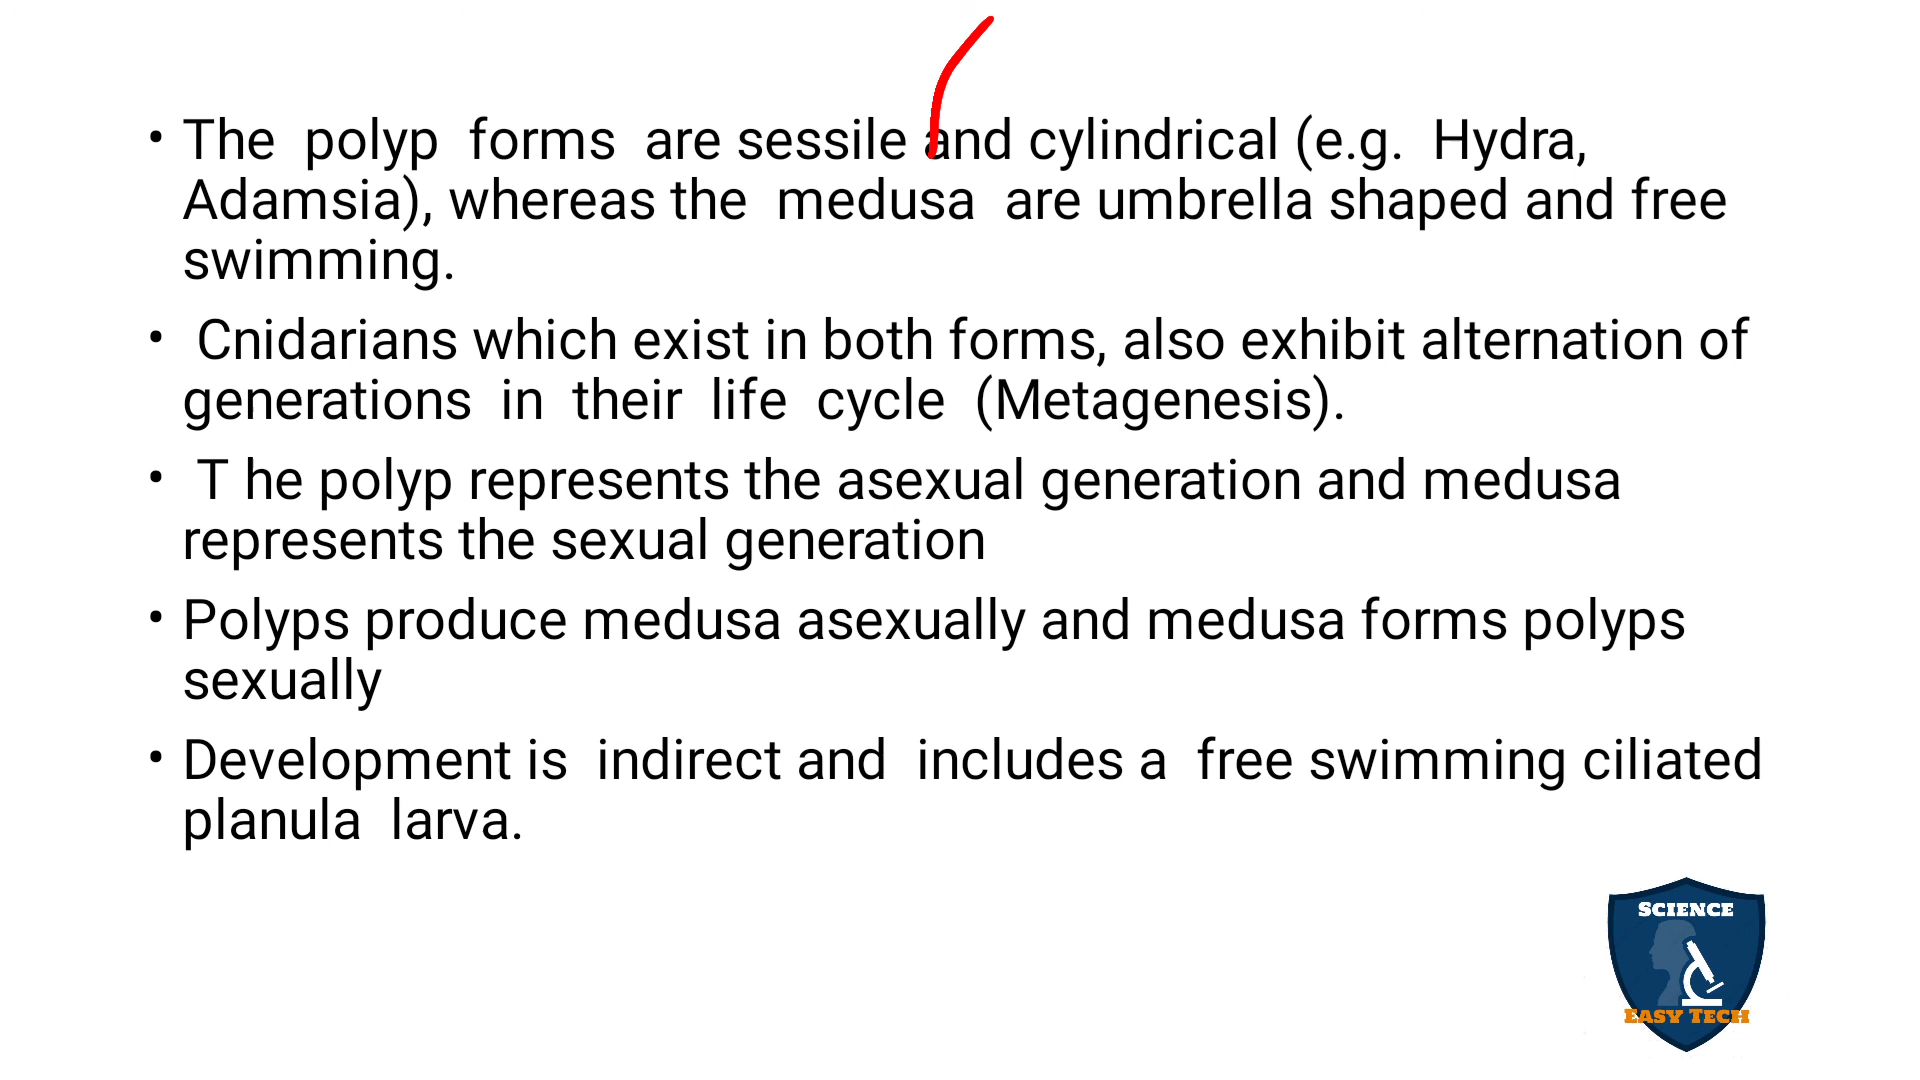 • The polyp forms are sessile and cylindrical (e.g. Hydra,
Adamsia), whereas the medusa are umbrella shaped and free
swimming.
• Cnidarians which exist in both forms, also exhibit alternation of
generations in their life cycle (Metagenesis).
• T he polyp represents the asexual generation and medusa
represents the sexual generation
• Polyps produce medusa asexually and medusa forms polyps
sexually
• Development is indirect and includes a free swimming ciliated
planula larva.
SCIENCE
EASY TECH